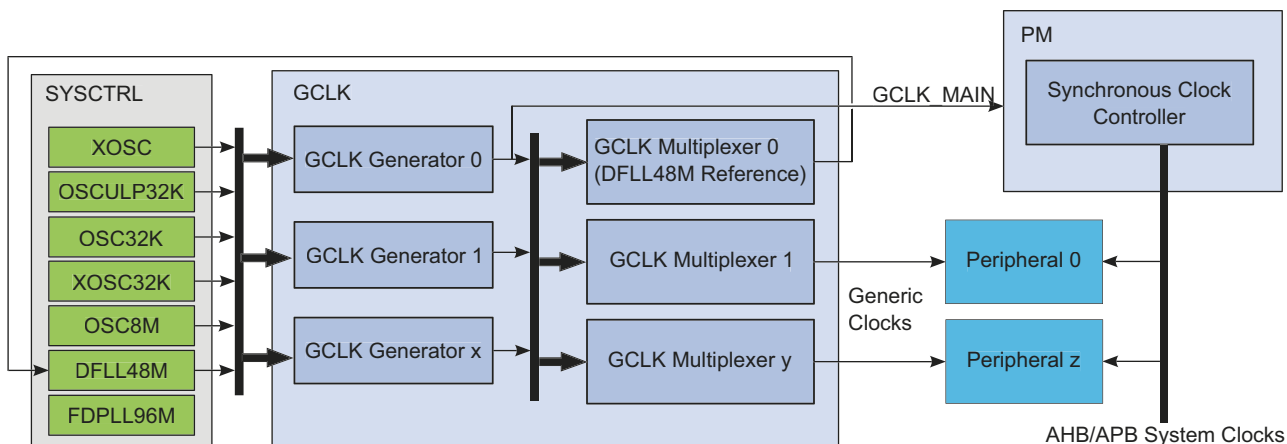 PM
SYSCTRL
GCLK
GCLK_MAIN
Synchronous Clock
Controller
XOSC
OSCULP32K
OSC32K
XOSC32K
OSC8M
DFLL48M
FDPLL96M
GCLK Generator 0
GCLK Generator 1
GCLK Generator x
GCLK Multiplexer 0
(DFLL48M Reference)
GCLK Multiplexer 1
GCLK Multiplexer y
Generic
Clocks
Peripheral 0
Peripheral z
AHB/APB System Clocks